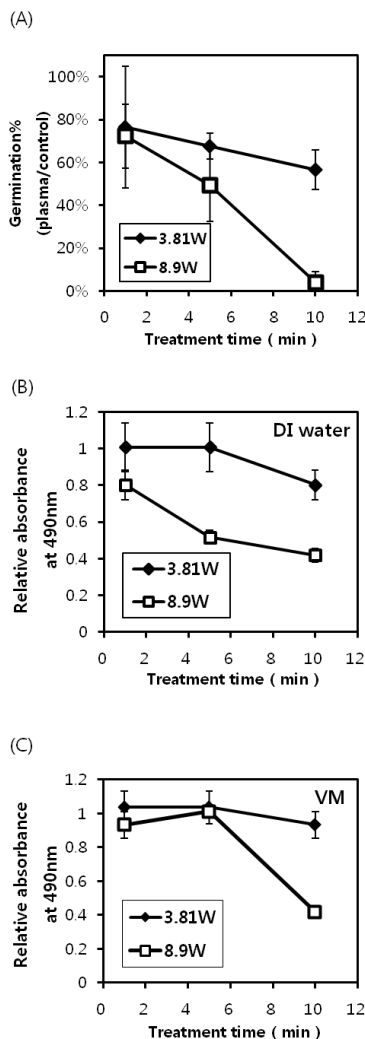 (A)
100%
80%
60%
40%
20%
0%
Germination%
(plasma/control)
3.81W
8.9W
0 2 4 6 8 10 12
Treatment time ( min )
(B)
1.2
1
0.8
0.6
0.4
0.2
0
Relative absorbance
at 490nm
DI water
3.81W
8.9W
0 2 4 6 8 10 12
Treatment time ( min )
(C)
1.2
1
0.8
0.6
0.4
0.2
0
Relative absorbance
at 490nm
VM
3.81W
8.9W
0 2 4 6 8 10 12
Treatment time ( min )